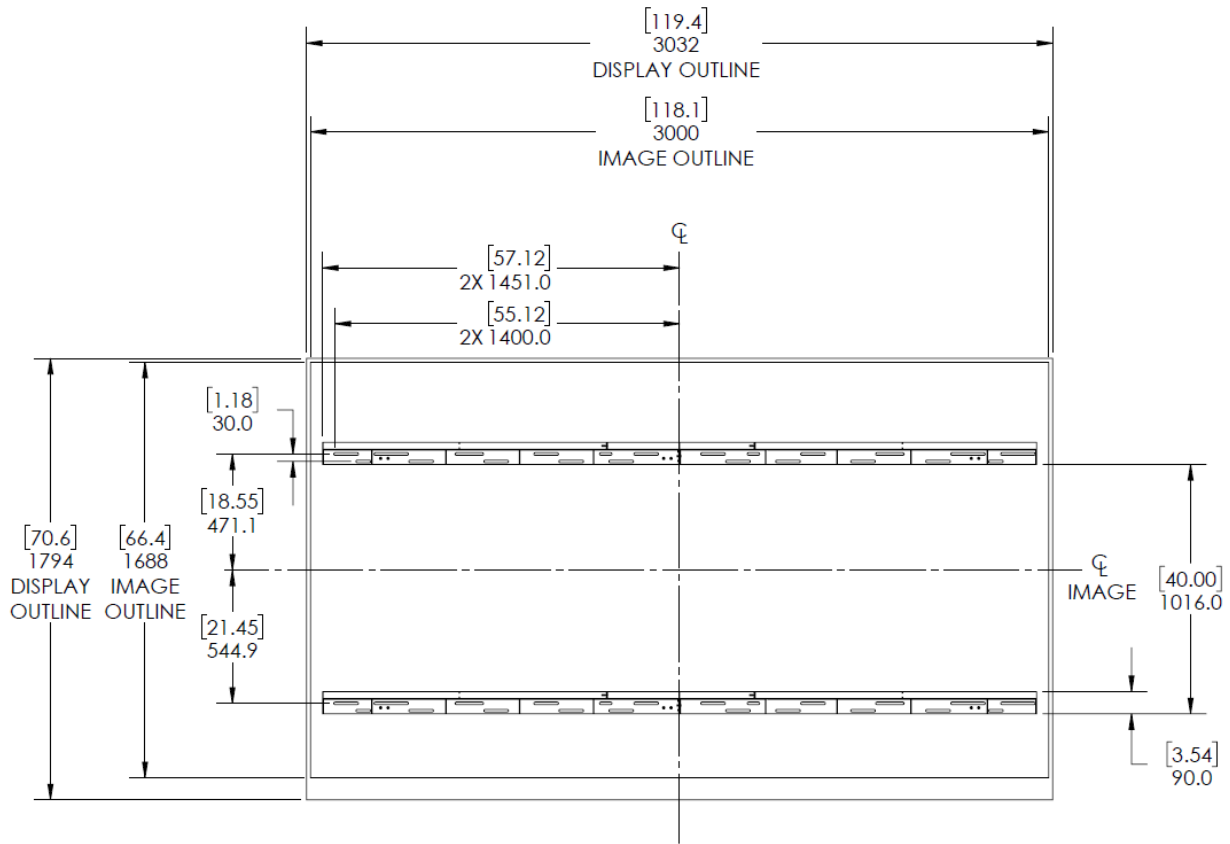 [119.4]
3032
DISPLAY OUTLINE
[118.1]
3000
IMAGE OUTLINE
℄
[57.12]
2X 1451.0
[55.12]
2X 1400.0
[1.18]
30.0
[18.55]
471.1
[70.6]
1794
DISPLAY
OUTLINE
[66.4]
1688
IMAGE
OUTLINE
℄
IMAGE
[40.00]
1016.0
[21.45]
544.9
[3.54]
90.0